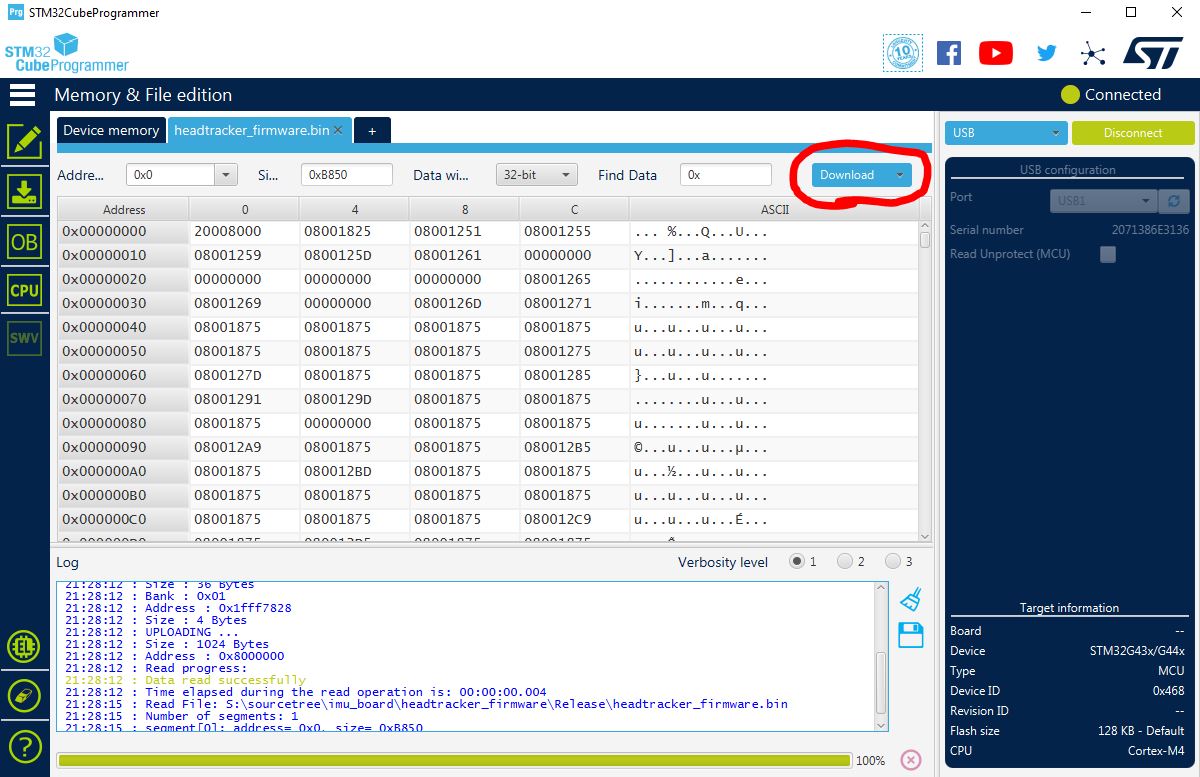 Prg STM32CubeProgrammer
STM32
CubeProgrammer
10
YEARS
ST
Memory & File edition
Connected
Device memory
headtracker_firmware.bin
+
USB
Disconnect
Addre...
0x0
Si...
0xB850
Data wi...
32-bit
Find Data
0x
Download
USB configuration
Port
USB1
Serial number
2071386E3136
Read Unprotect (MCU)
OB
CPU
SWV
Address 0 4 8 C ASCII
0x00000000 20008000 08001825 08001251 08001255 ... %...Q...U...
0x00000010 08001259 0800125D 08001261 00000000 Y...]...a.......
0x00000020 00000000 00000000 00000000 08001265 ............e...
0x00000030 08001269 00000000 0800126D 08001271 i.......m...q...
0x00000040 08001875 08001875 08001875 08001875 u...u...u...u...
0x00000050 08001875 08001875 08001875 08001275 u...u...u...u...
0x00000060 0800127D 08001875 08001875 08001285 }...u...u.......
0x00000070 08001291 0800129D 08001875 08001875 ........u...u...
0x00000080 08001875 00000000 08001875 08001875 u.......u...u...
0x00000090 080012A9 08001875 08001875 080012B5 ©...u...u...µ...
0x000000A0 08001875 080012BD 08001875 08001875 u...½...u...u...
0x000000B0 08001875 08001875 08001875 08001875 u...u...u...u...
0x000000C0 08001875 08001875 08001875 080012C9 u...u...u...É...
Log
Verbosity level
1
2
3
21:28:12 : Size : 36 Bytes
21:28:12 : Bank : 0x01
21:28:12 : Address : 0x1fff7828
21:28:12 : Size : 4 Bytes
21:28:12 : UPLOADING ...
21:28:12 : Size : 1024 Bytes
21:28:12 : Address : 0x8000000
21:28:12 : Read progress:
21:28:12 : Data read successfully
21:28:12 : Time elapsed during the read operation is: 00:00:00.004
21:28:15 : Read File: S:\sourcetree\imu_board\headtracker_firmware\Release\headtracker_firmware.bin
21:28:15 : Number of segments: 1
21:28:15 : segment[0]: address= 0x0, size= 0xB850
100%
Target information
Board --
Device STM32G43x/G44x
Type MCU
Device ID 0x468
Revision ID --
Flash size 128 KB - Default
CPU Cortex-M4
EL
?